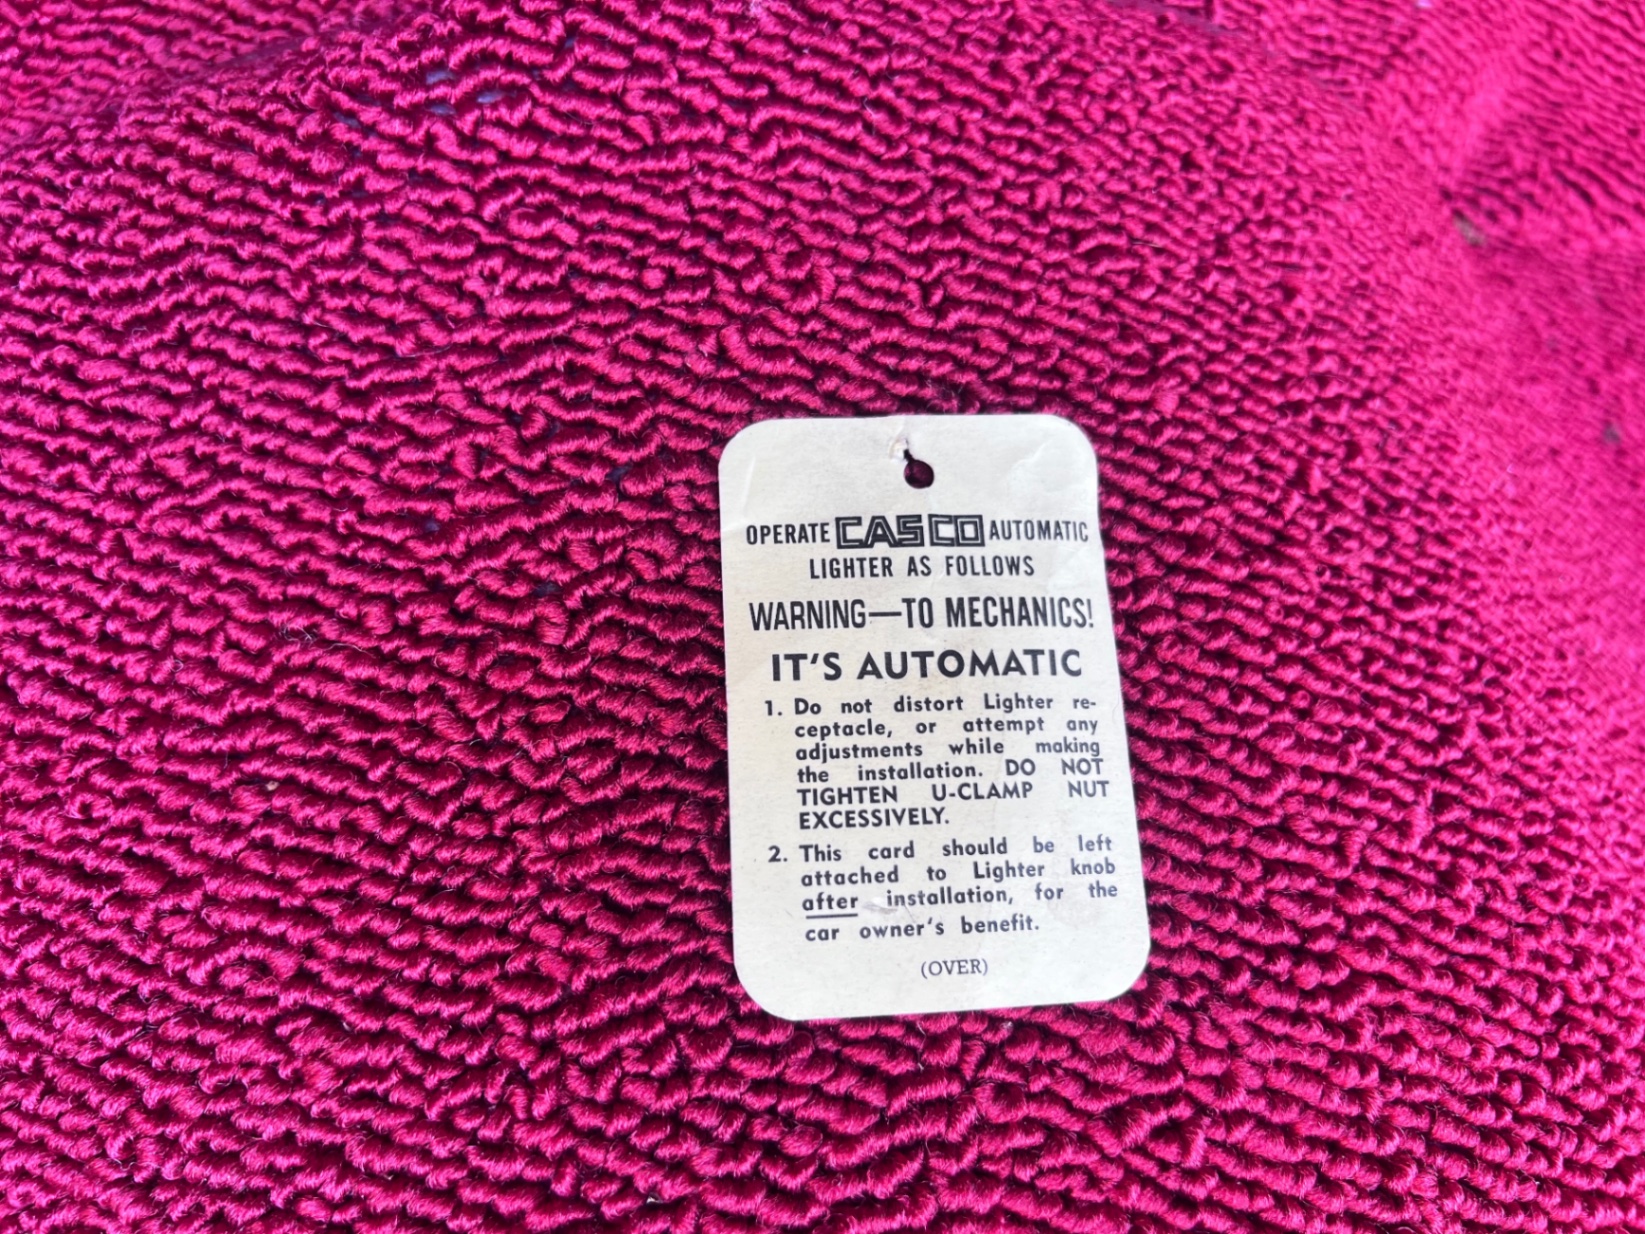 OPERATE CASCO AUTOMATIC
LIGHTER AS FOLLOWS
WARNING—TO MECHANICS!
IT'S AUTOMATIC
1. Do not distort Lighter re-
ceptacle, or attempt any
adjustments while making
the installation. DO NOT
TIGHTEN U-CLAMP NUT
EXCESSIVELY.
2. This card should be left
attached to Lighter knob
after installation, for the
car owner's benefit.
(OVER)